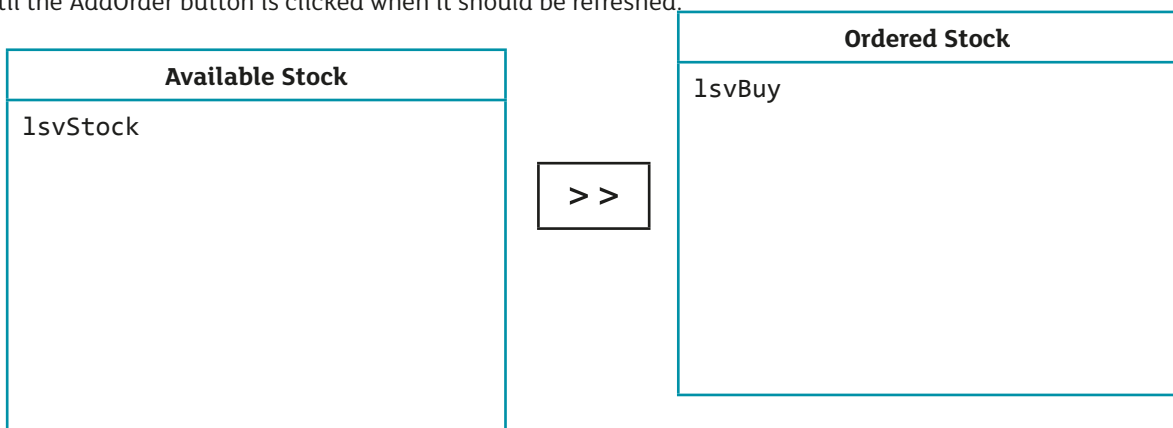 til the AddOrder button is clicked when it should be refreshed.
Available Stock
lsvStock
>>
Ordered Stock
lsvBuy